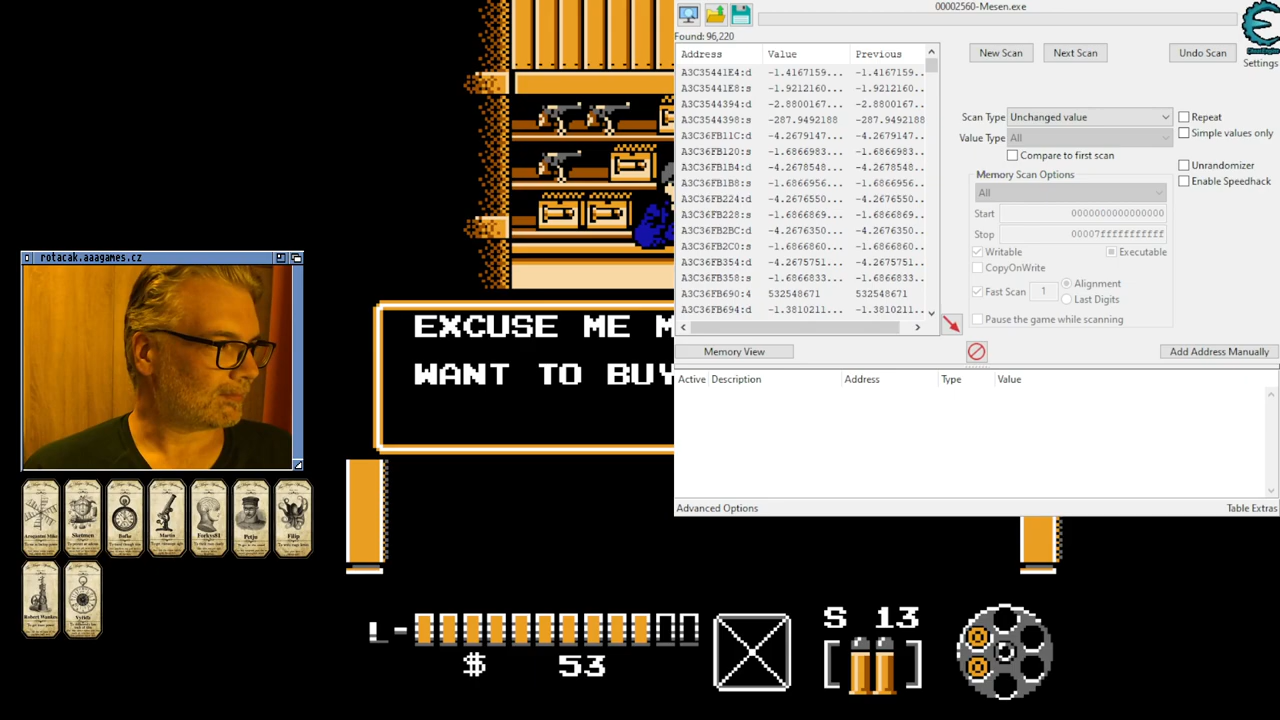 00002560-Mesen.exe
Found: 96,220
Address Value Previous
A3C35441E4:d -1.4167159... -1.4167159...
A3C35441E8:s -1.9212160... -1.9212160...
A3C3544394:d -2.8800167... -2.8800167...
A3C3544398:s -287.9492188 -287.9492188
A3C36FB11C:d -4.2679147... -4.2679147...
A3C36FB120:s -1.6866983... -1.6866983...
A3C36FB1B4:d -4.2678548... -4.2678548...
A3C36FB1B8:s -1.6866956... -1.6866956...
A3C36FB224:d -4.2676550... -4.2676550...
A3C36FB228:s -1.6866869... -1.6866869...
A3C36FB2BC:d -4.2676350... -4.2676350...
A3C36FB2C0:s -1.6866860... -1.6866860...
A3C36FB354:d -4.2675751... -4.2675751...
A3C36FB358:s -1.6866833... -1.6866833...
A3C36FB690:4 532548671 532548671
A3C36FB694:d -1.3810211... -1.3810211...
New Scan Next Scan Undo Scan
Settings
Scan Type Unchanged value
Value Type All
Compare to first scan
Repeat
Simple values only
Unrandomizer
Enable Speedhack
Memory Scan Options
All
Start 0000000000000000
Stop 00007fffffffffff
Writable Executable
CopyOnWrite
Fast Scan 1 Alignment
Last Digits
Pause the game while scanning
Memory View
Add Address Manually
Active Description Address Type Value
Advanced Options Table Extras
rotacak.aaagames.cz
EXCUSE ME M
WANT TO BUY
Skeimen
Bafio
Martin
Forkys81
Petjn
Filip
L-
$ 53
S 13